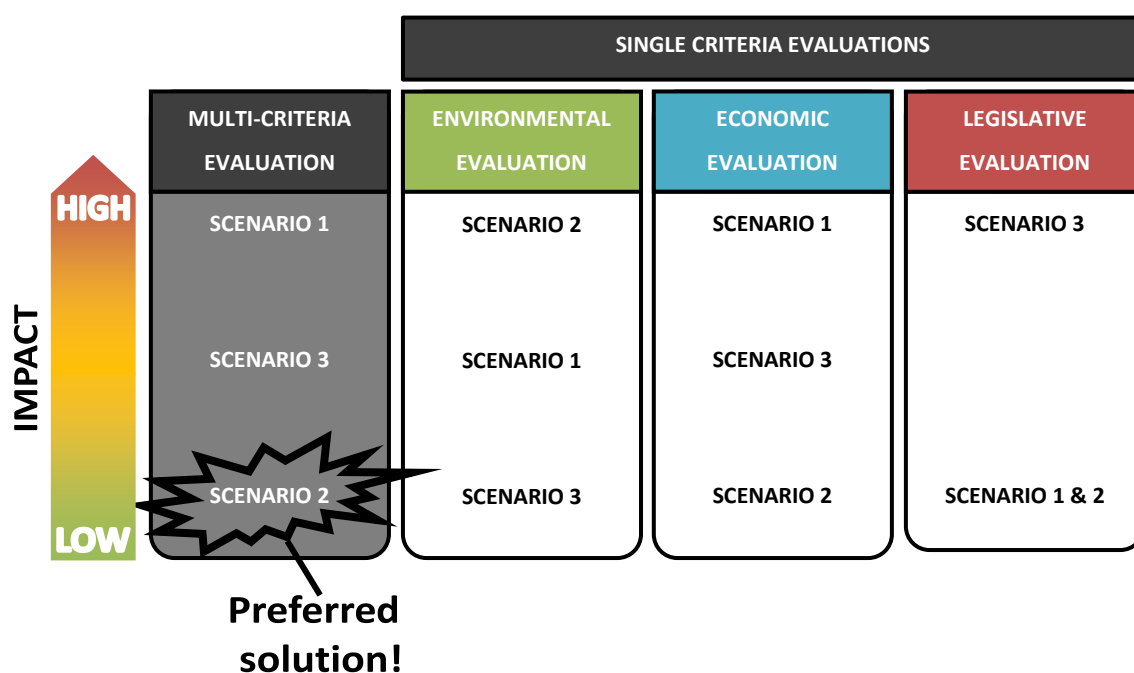 SINGLE CRITERIA EVALUATIONS
MULTI-CRITERIA
EVALUATION
ENVIRONMENTAL
EVALUATION
ECONOMIC
EVALUATION
LEGISLATIVE
EVALUATION
IMPACT
HIGH
LOW
SCENARIO 1
SCENARIO 3
SCENARIO 2
SCENARIO 2
SCENARIO 1
SCENARIO 3
SCENARIO 1
SCENARIO 3
SCENARIO 2
SCENARIO 3
SCENARIO 1 & 2
Preferred
solution!